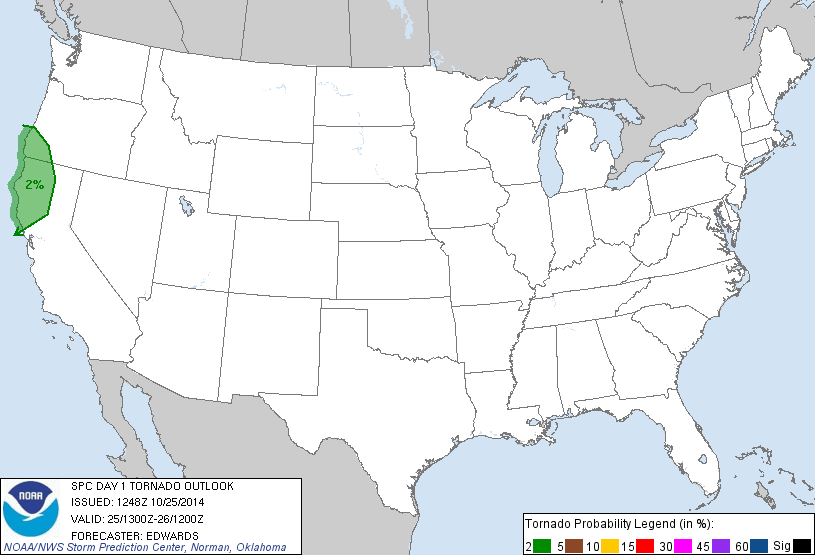 2%
NOAA
SPC DAY 1 TORNADO OUTLOOK
ISSUED: 1248Z 10/25/2014
VALID: 25/1300Z-26/1200Z
FORECASTER: EDWARDS
NOAA/NWS Storm Prediction Center, Norman, Oklahoma
Tornado Probability Legend (in %):
2 5 10 15 30 45 60 Sig